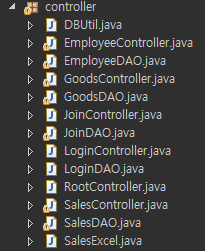 controller
DBUtil.java
EmployeeController.java
EmployeeDAO.java
GoodsController.java
GoodsDAO.java
JoinController.java
JoinDAO.java
LoginController.java
LoginDAO.java
RootController.java
SalesController.java
SalesDAO.java
SalesExcel.java